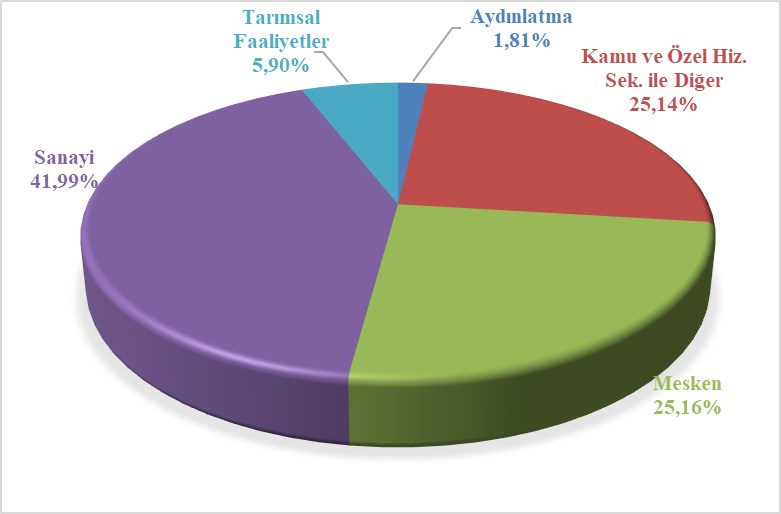 Tarımsal
Faaliyetler
5,90%
Aydınlatma
1,81%
Kamu ve Özel Hiz.
Sek. ile Diğer
25,14%
Sanayi
41,99%
Mesken
25,16%